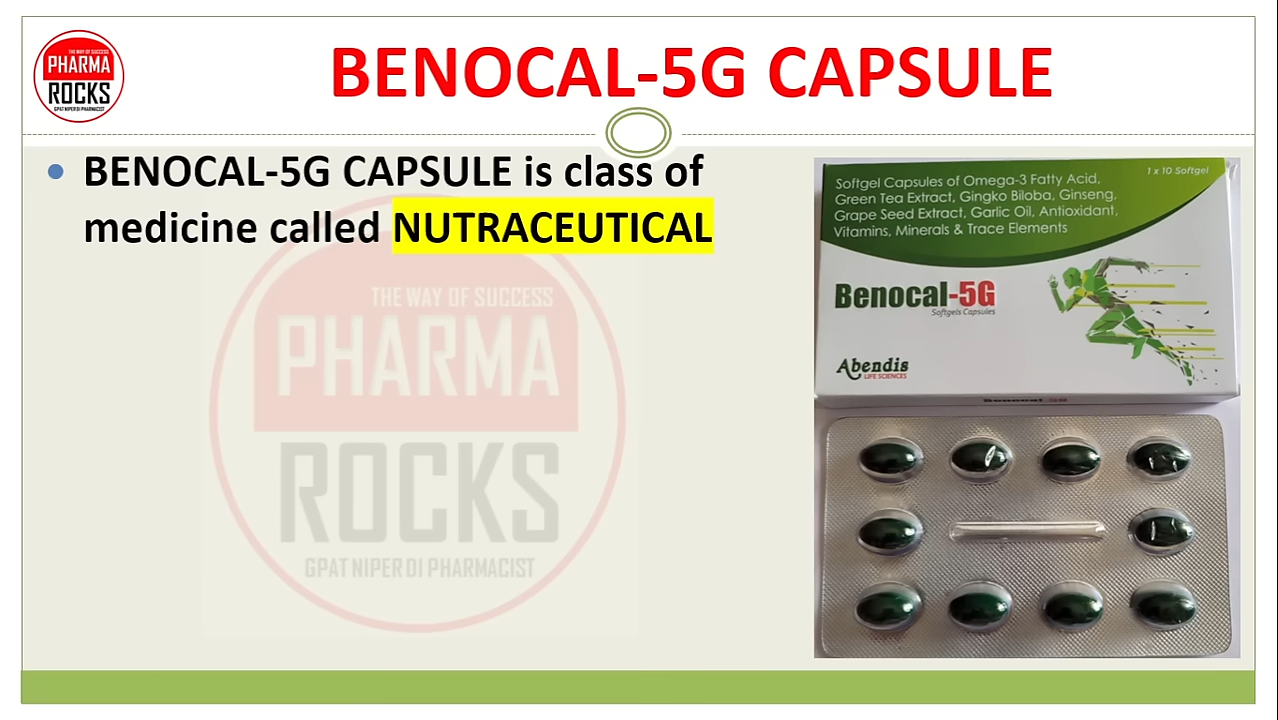 THE WAY OF SUCCESS
PHARMA
ROCKS
GPAT NIPER DI PHARMACIST
BENOCAL-5G CAPSULE
• BENOCAL-5G CAPSULE is class of
medicine called NUTRACEUTICAL
THE WAY OF SUCCESS
PHARMA
ROCKS
GPAT NIPER DI PHARMACIST
1 x 10 Softgel
Softgel Capsules of Omega-3 Fatty Acid,
Green Tea Extract, Gingko Biloba, Ginseng,
Grape Seed Extract, Garlic Oil, Antioxidant,
Vitamins, Minerals & Trace Elements
Benocal-5G
Softgels Capsules
Abendis
LIFE SCIENCES
Benocal-5G